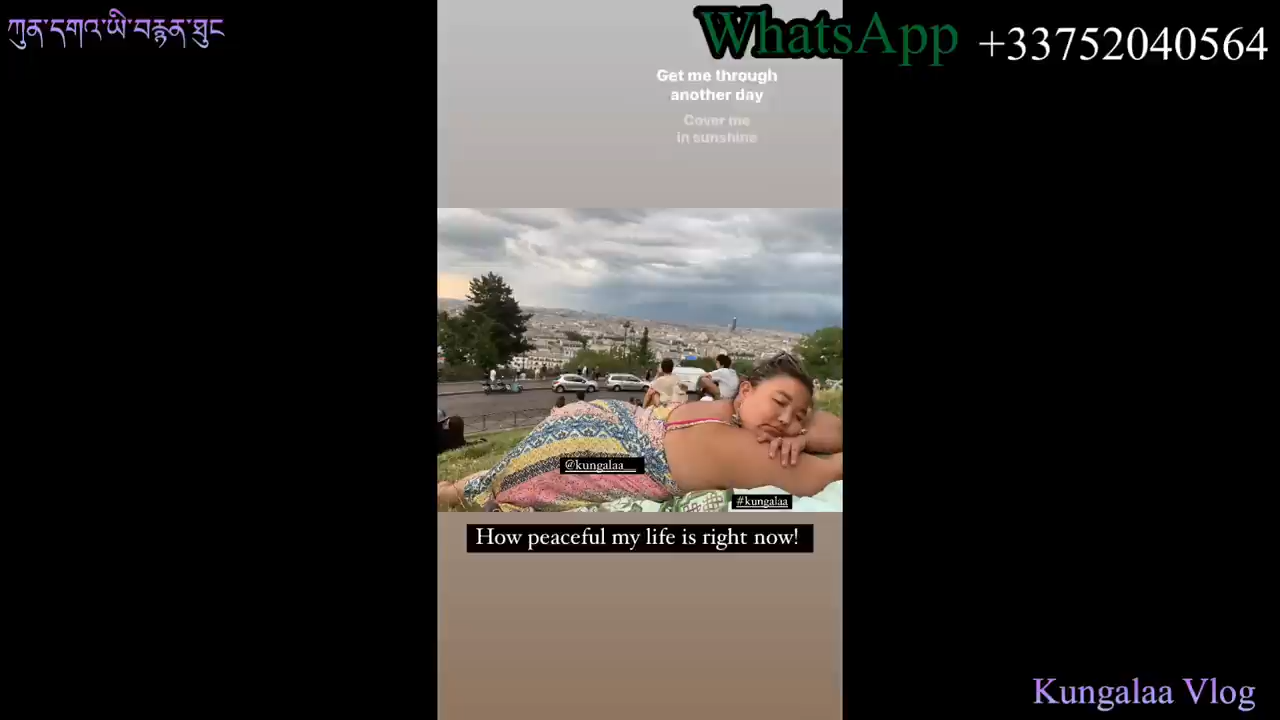 ཀུན་དགའ་ཡི་བརྙན་ཐུང
WhatsApp +33752040564
Get me through
another day
Cover me
in sunshine
@kungalaa__
#kungalaa
How peaceful my life is right now!
Kungalaa Vlog